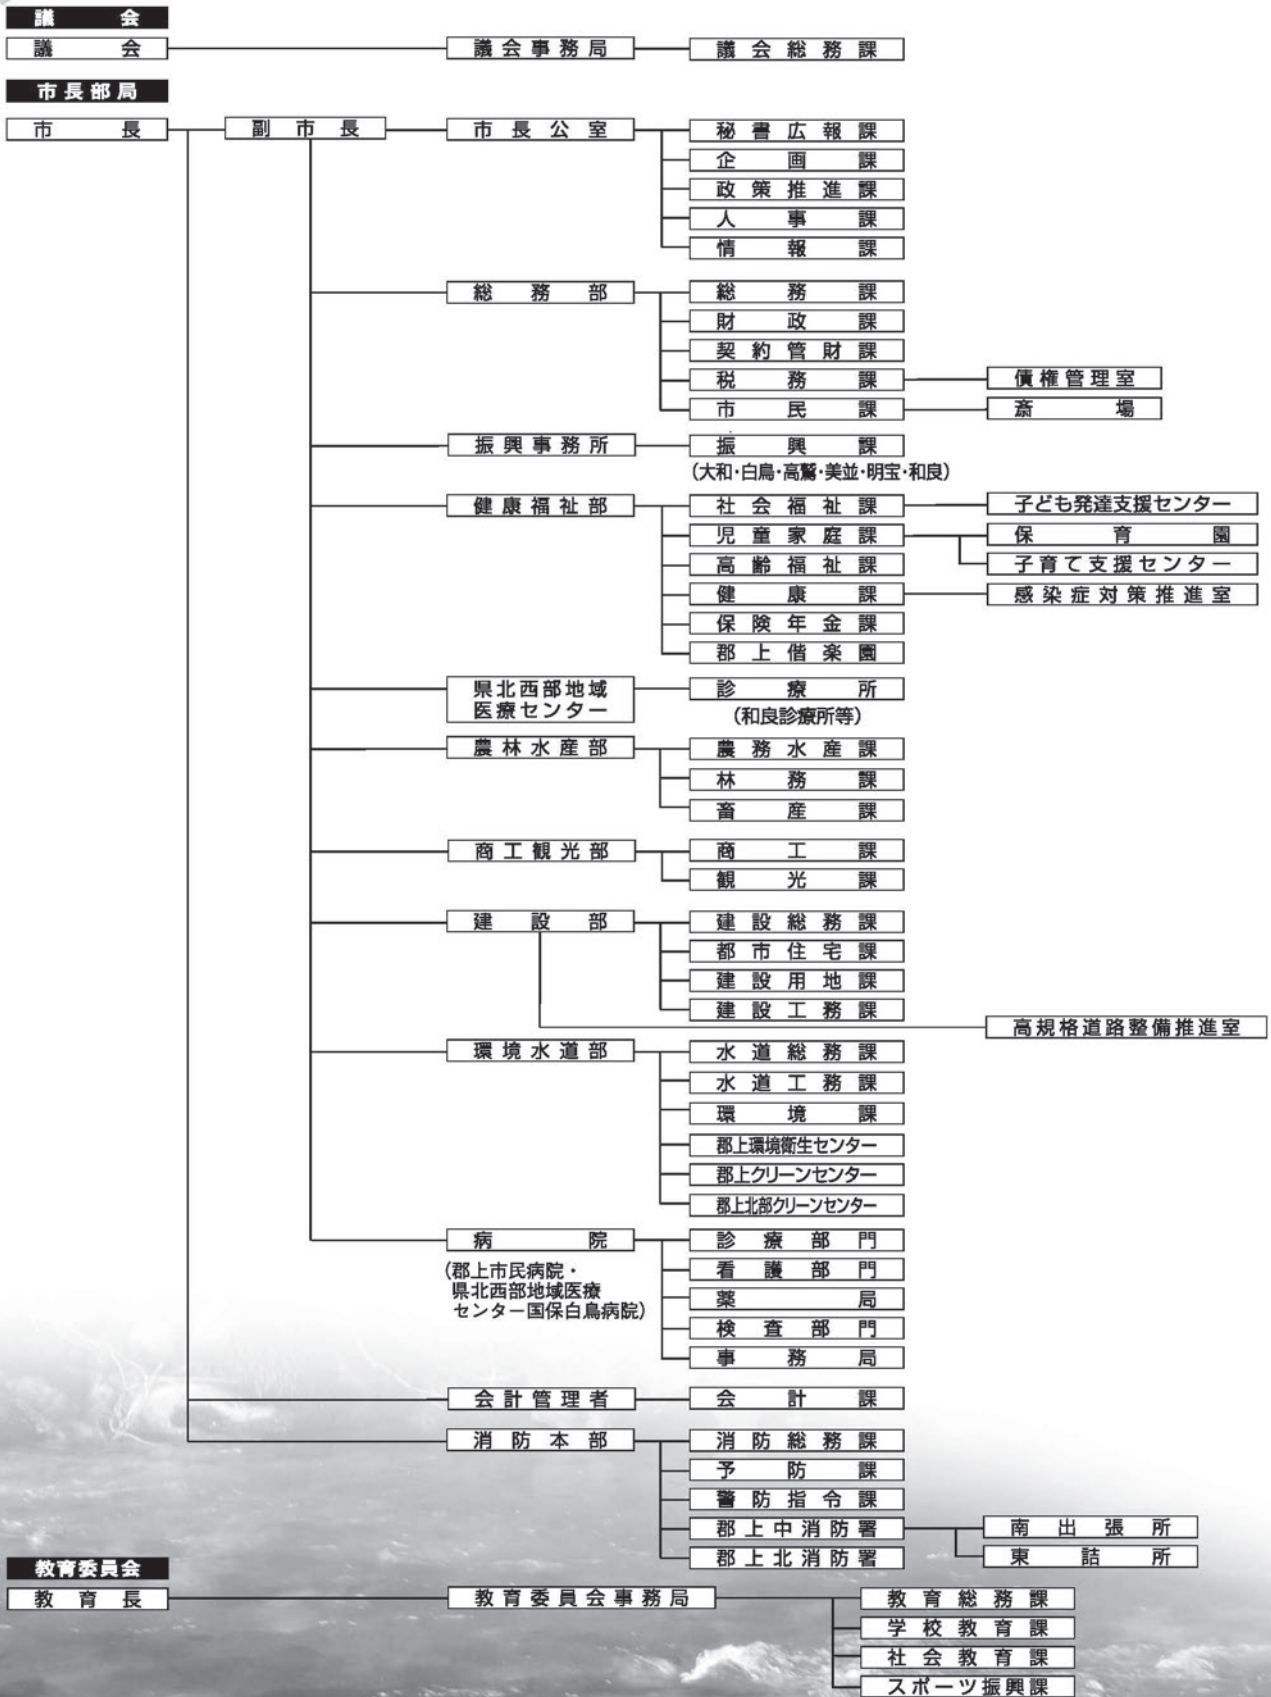 議会
議会 議会事務局 議会総務課
市長部局
市長 副市長 市長公室 秘書広報課
企画課
政策推進課
人事課
情報課
総務部 総務課
財政課
契約管財課
税務課 債権管理室
市民課 斎場
振興事務所 振興課
(大和・白鳥・高鷲・美並・明宝・和良)
健康福祉部 社会福祉課 子ども発達支援センター
児童家庭課 保育園
高齢福祉課 子育て支援センター
健康課 感染症対策推進室
保険年金課
郡上偕楽園
県北西部地域
医療センター
診療所
(和良診療所等)
農林水産部 農務水産課
林務課
畜産課
商工観光部 商工課
観光課
建設部 建設総務課
都市住宅課
建設用地課
建設工務課
高規格道路整備推進室
環境水道部 水道総務課
水道工務課
環境課
郡上環境衛生センター
郡上クリーンセンター
郡上北部クリーンセンター
病院 診療部門
(郡上市民病院・
県北西部地域医療
センター国保白鳥病院)
看護部門
薬局
検査部門
事務局
会計管理者 会計課
消防本部 消防総務課
予防課
警防指令課
郡上中消防署 南出張所
郡上北消防署 東詰所
教育委員会
教育長 教育委員会事務局 教育総務課
学校教育課
社会教育課
スポーツ振興課